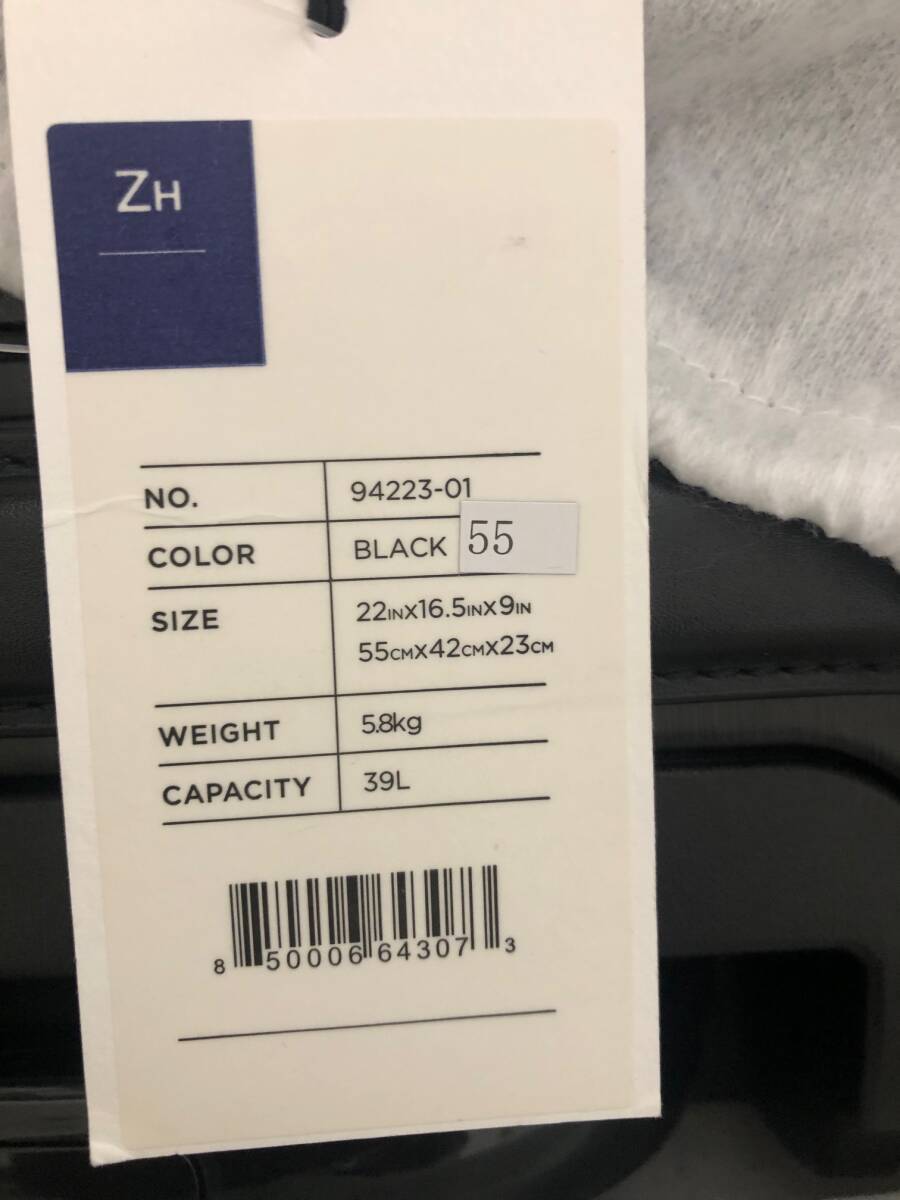 ZH
NO. 94223-01
COLOR BLACK 55
SIZE 22INX16.5INX9IN
55CMX42CMX23CM
WEIGHT 5.8kg
CAPACITY 39L
8 50006 64307 3